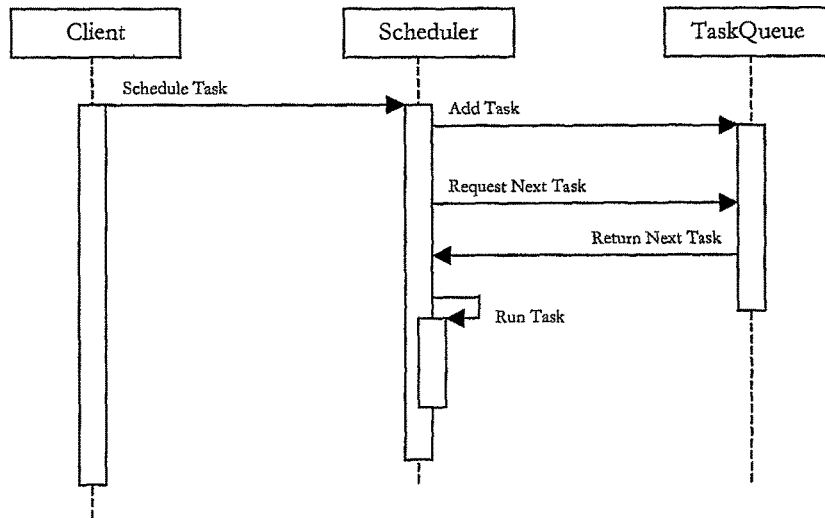 Client
Scheduler
TaskQueue
Schedule Task
Add Task
Request Next Task
Return Next Task
Run Task